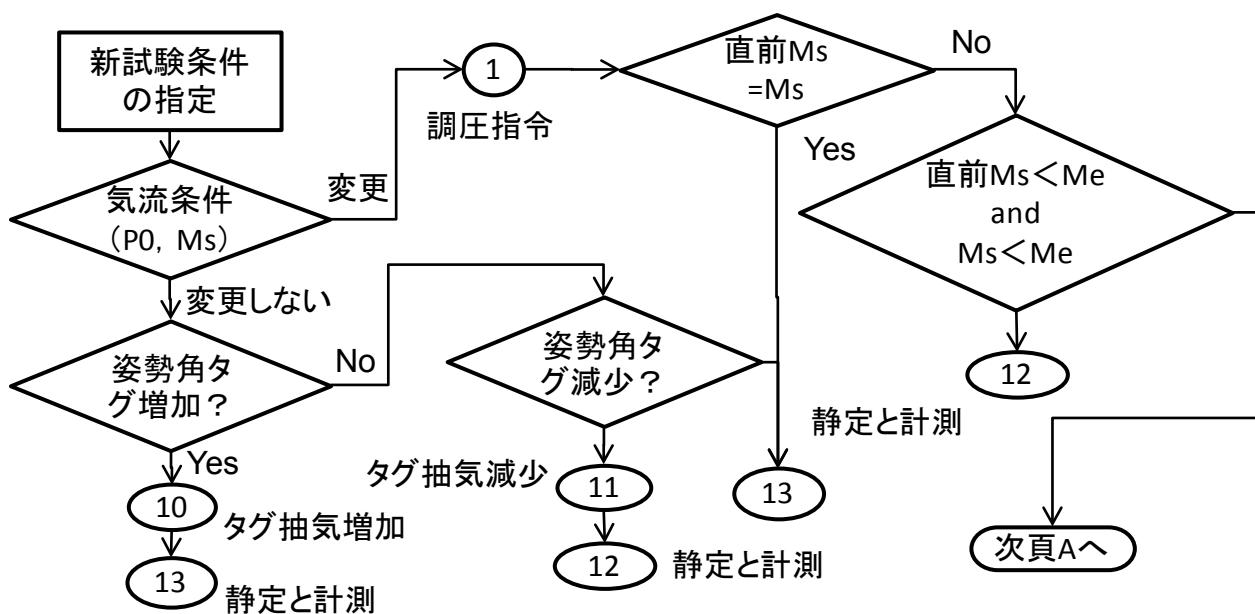 新試験条件
の指定
気流条件
（P0, Ms）
変更
変更しない
姿勢角タ
グ増加？
Yes
No
10
タグ抽気増加
13
静定と計測
1
調圧指令
直前Ms
=Ms
No
Yes
直前Ms＜Me
and
Ms＜Me
12
姿勢角タ
グ減少？
タグ抽気減少
11
12
静定と計測
静定と計測
13
次頁Aへ